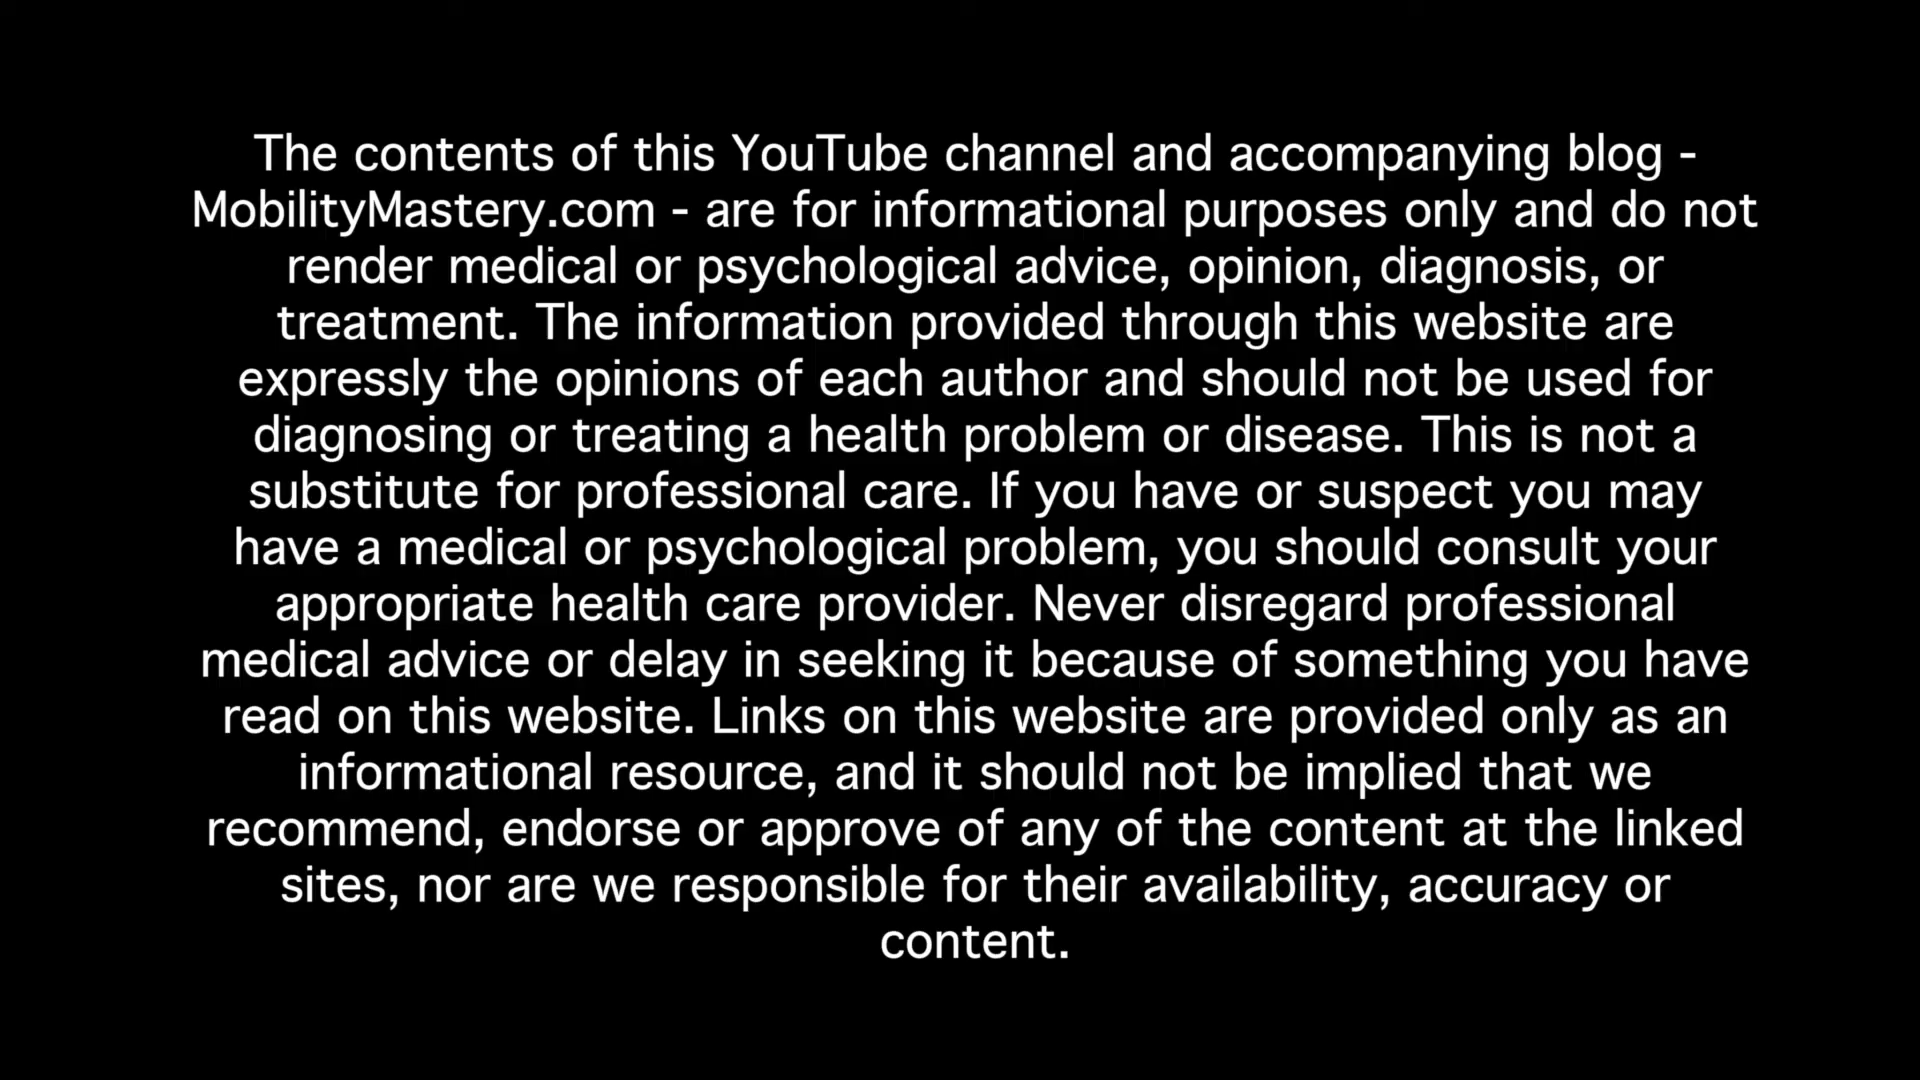 The contents of this YouTube channel and accompanying blog -
MobilityMastery.com - are for informational purposes only and do not
render medical or psychological advice, opinion, diagnosis, or
treatment. The information provided through this website are
expressly the opinions of each author and should not be used for
diagnosing or treating a health problem or disease. This is not a
substitute for professional care. If you have or suspect you may
have a medical or psychological problem, you should consult your
appropriate health care provider. Never disregard professional
medical advice or delay in seeking it because of something you have
read on this website. Links on this website are provided only as an
informational resource, and it should not be implied that we
recommend, endorse or approve of any of the content at the linked
sites, nor are we responsible for their availability, accuracy or
content.